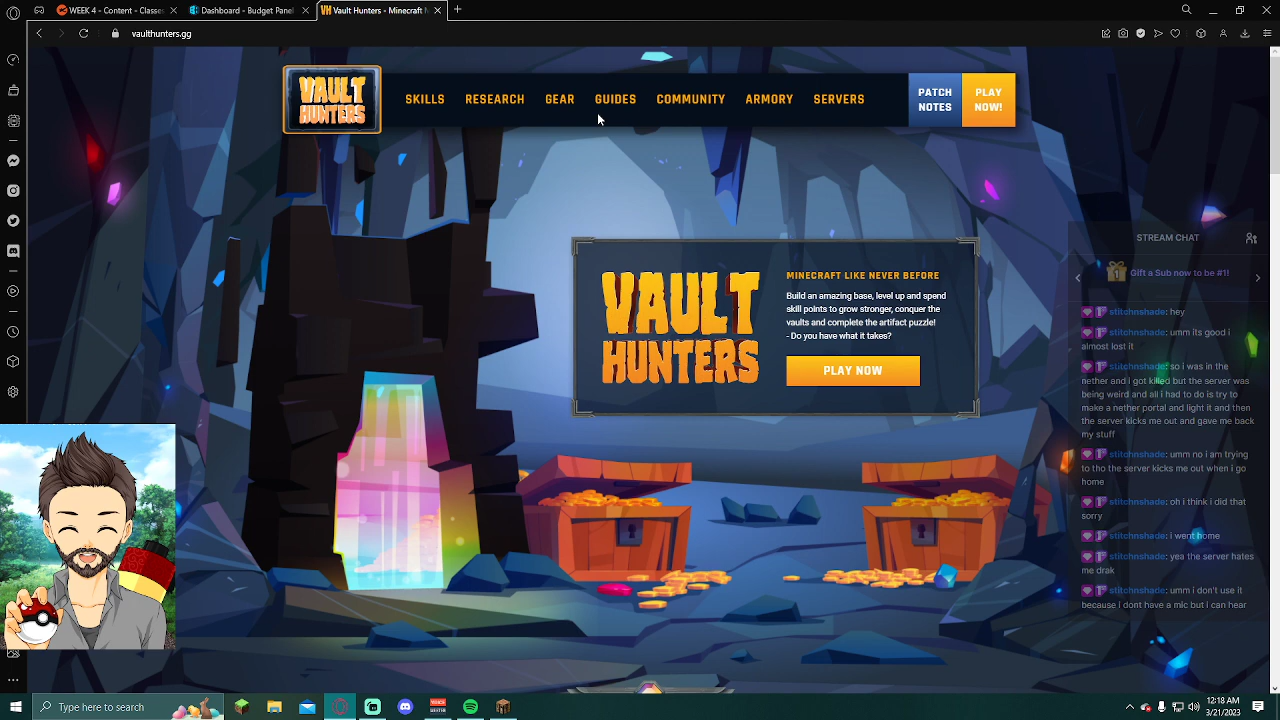 WEEK 4 - Content - Classes
Dashboard - Budget Panel
VH Vault Hunters - Minecraft M
vaulthunters.gg
VAULT
HUNTERS
SKILLS
RESEARCH
GEAR
GUIDES
COMMUNITY
ARMORY
SERVERS
PATCH
NOTES
PLAY
NOW!
VAULT
HUNTERS
MINECRAFT LIKE NEVER BEFORE
Build an amazing base, level up and spend
skill points to grow stronger, conquer the
vaults and complete the artifact puzzle!
- Do you have what it takes?
PLAY NOW
STREAM CHAT
1 Gift a Sub now to be #1!
stitchnshade: hey
stitchnshade: umm its good i
almost lost it
stitchnshade: so i was in the
nether and i got killed but the server was
being weird and all i had to do is try to
make a nether portal and light it and then
the server kicks me out and gave me back
my stuff
stitchnshade: umm no i am trying
to tho the server kicks me out when i go
home
stitchnshade: oh i think i did that
sorry
stitchnshade: i went home
stitchnshade: yea the server hates
me drak
stitchnshade: umm i don't use it
because i dont have a mic but i can hear
Type here to search
12:18 AM
3/21/2023